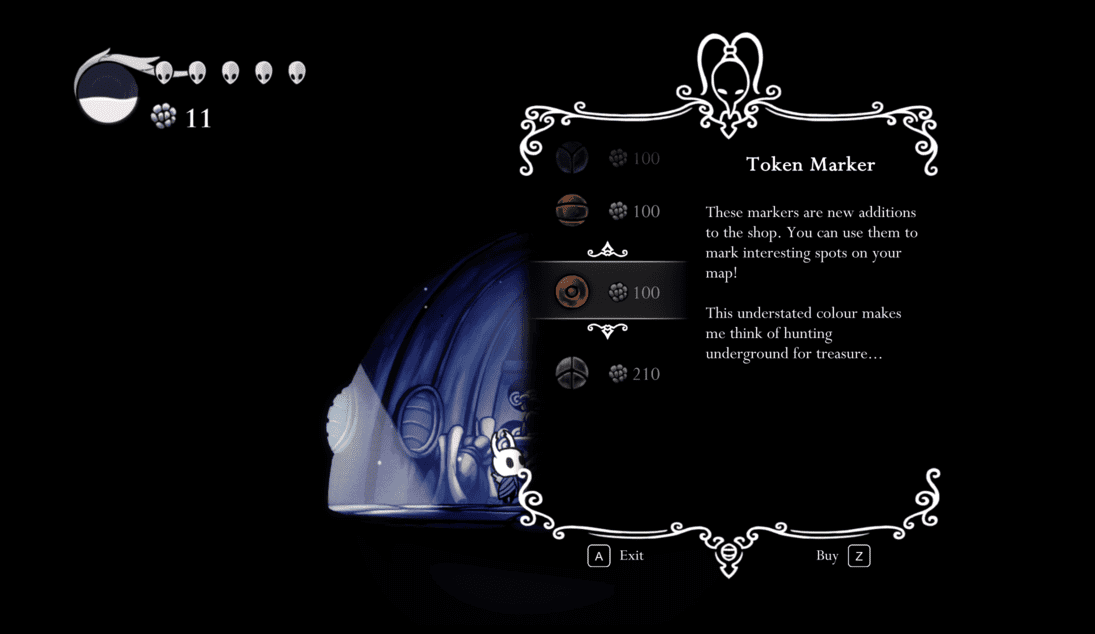 11
100
Token Marker
100
These markers are new additions
to the shop. You can use them to
mark interesting spots on your
map!
100
This understated colour makes
me think of hunting
underground for treasure...
210
A Exit
Buy Z